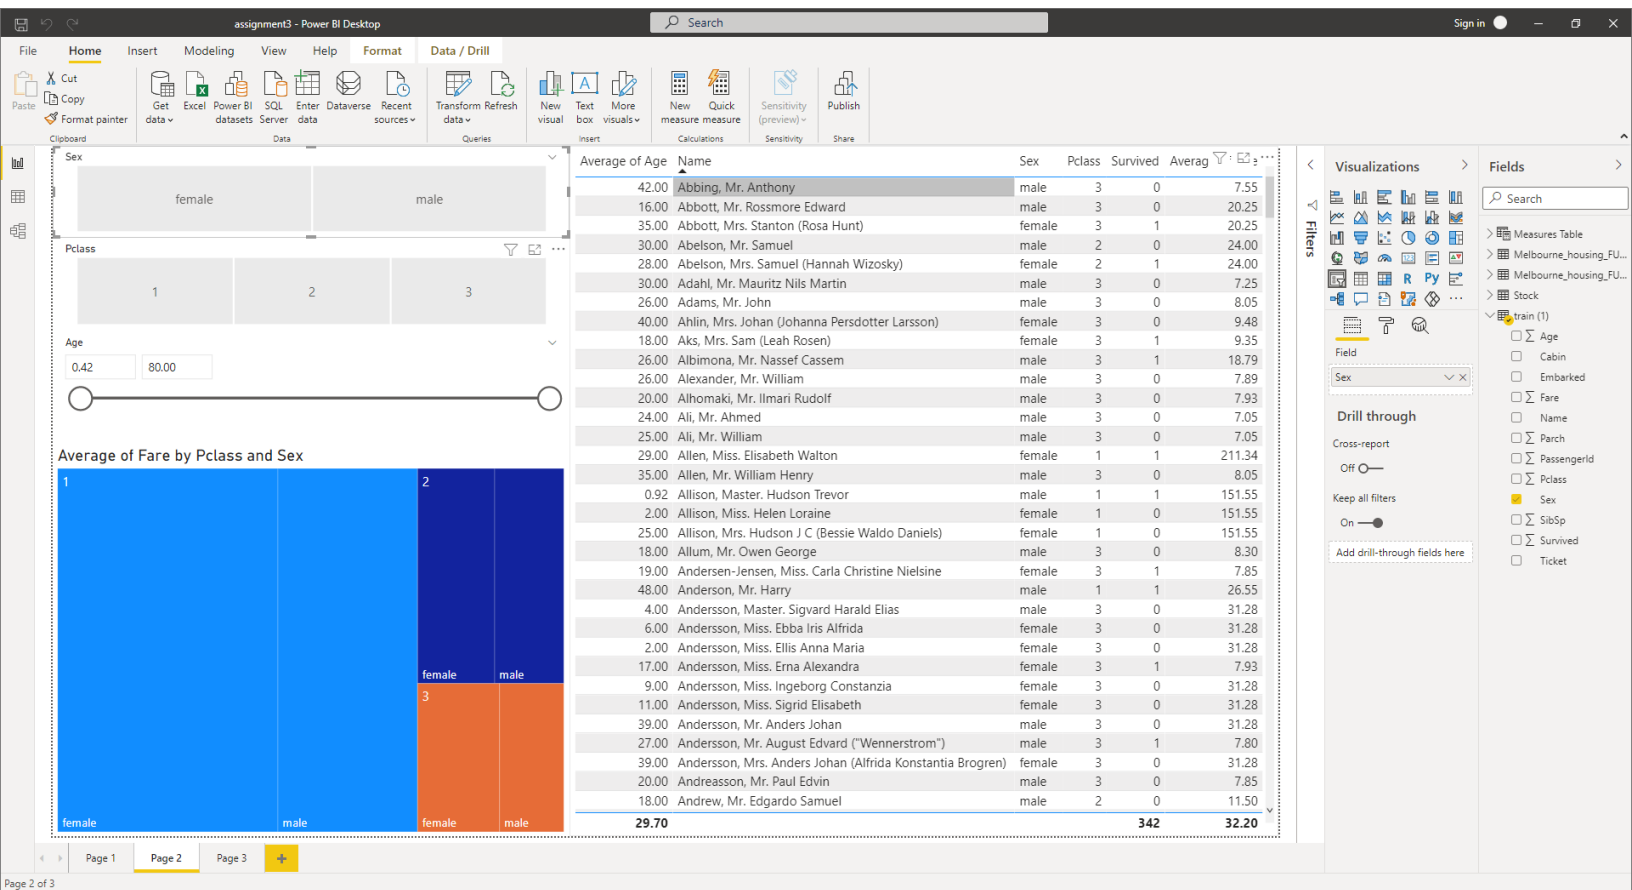 assignment3 - Power BI Desktop
Search
Sign in
File Home Insert Modeling View Help Format Data / Drill
Paste
Cut
Copy
Format painter
Clipboard
Get data
Excel
Power BI datasets
SQL Server
Enter data
Dataverse
Recent sources
Data
Transform data
Refresh
Queries
New visual
Text box
More visuals
Insert
New measure
Quick measure
Calculations
Sensitivity (preview)
Sensitivity
Publish
Share
Sex
female male
Pclass
1 2 3
Age
0.42 80.00
Average of Fare by Pclass and Sex
1
female male
2
female male
3
female male
Average of Age Name Sex Pclass Survived Averag e
42.00 Abbing, Mr. Anthony male 3 0 7.55
16.00 Abbott, Mr. Rossmore Edward male 3 0 20.25
35.00 Abbott, Mrs. Stanton (Rosa Hunt) female 3 1 20.25
30.00 Abelson, Mr. Samuel male 2 0 24.00
28.00 Abelson, Mrs. Samuel (Hannah Wizosky) female 2 1 24.00
30.00 Adahl, Mr. Mauritz Nils Martin male 3 0 7.25
26.00 Adams, Mr. John male 3 0 8.05
40.00 Ahlin, Mrs. Johan (Johanna Persdotter Larsson) female 3 0 9.48
18.00 Aks, Mrs. Sam (Leah Rosen) female 3 1 9.35
26.00 Albimona, Mr. Nassef Cassem male 3 1 18.79
26.00 Alexander, Mr. William male 3 0 7.89
20.00 Alhomaki, Mr. Ilmari Rudolf male 3 0 7.93
24.00 Ali, Mr. Ahmed male 3 0 7.05
25.00 Ali, Mr. William male 3 0 7.05
29.00 Allen, Miss. Elisabeth Walton female 1 1 211.34
35.00 Allen, Mr. William Henry male 3 0 8.05
0.92 Allison, Master. Hudson Trevor male 1 1 151.55
2.00 Allison, Miss. Helen Loraine female 1 0 151.55
25.00 Allison, Mrs. Hudson J C (Bessie Waldo Daniels) female 1 0 151.55
18.00 Allum, Mr. Owen George male 3 0 8.30
19.00 Andersen-Jensen, Miss. Carla Christine Nielsine female 3 1 7.85
48.00 Anderson, Mr. Harry male 1 1 26.55
4.00 Andersson, Master. Sigvard Harald Elias male 3 0 31.28
6.00 Andersson, Miss. Ebba Iris Alfrida female 3 0 31.28
2.00 Andersson, Miss. Ellis Anna Maria female 3 0 31.28
17.00 Andersson, Miss. Erna Alexandra female 3 1 7.93
9.00 Andersson, Miss. Ingeborg Constanzia female 3 0 31.28
11.00 Andersson, Miss. Sigrid Elisabeth female 3 0 31.28
39.00 Andersson, Mr. Anders Johan male 3 0 31.28
27.00 Andersson, Mr. August Edvard ("Wennerstrom") male 3 1 7.80
39.00 Andersson, Mrs. Anders Johan (Alfrida Konstantia Brogren) female 3 0 31.28
20.00 Andreasson, Mr. Paul Edvin male 3 0 7.85
18.00 Andrew, Mr. Edgardo Samuel male 2 0 11.50
29.70 342 32.20
Filters
Visualizations
R Py
Field
Sex
Drill through
Cross-report
Off
Keep all filters
On
Add drill-through fields here
Fields
Search
Measures Table
Melbourne_housing_FU...
Melbourne_housing_FU...
Stock
train (1)
Σ Age
Cabin
Embarked
Σ Fare
Name
Σ Parch
Σ PassengerId
Σ Pclass
Sex
Σ SibSp
Σ Survived
Ticket
Page 1 Page 2 Page 3 +
Page 2 of 3